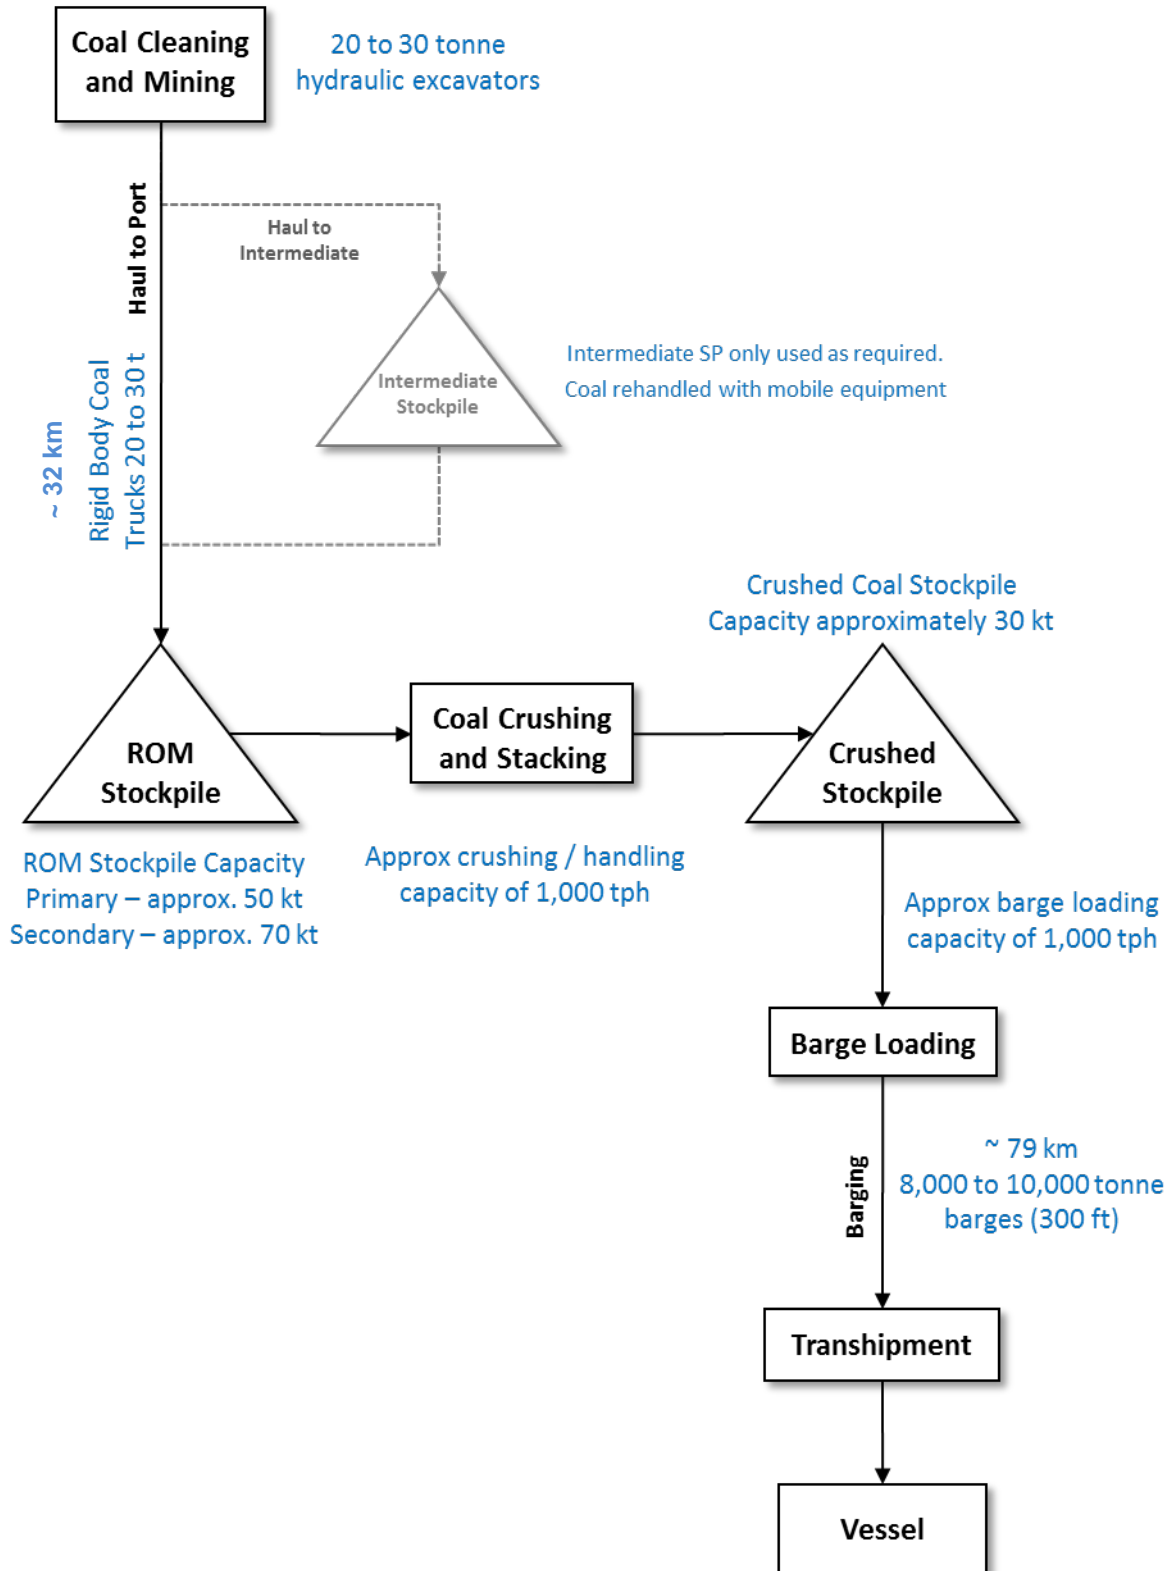 Coal Cleaning
and Mining
20 to 30 tonne
hydraulic excavators
Haul to Port
Haul to
Intermediate
~ 32 km
Rigid Body Coal
Trucks 20 to 30 t
Intermediate
Stockpile
Intermediate SP only used as required.
Coal rehandled with mobile equipment
Crushed Coal Stockpile
Capacity approximately 30 kt
ROM
Stockpile
Coal Crushing
and Stacking
Crushed
Stockpile
ROM Stockpile Capacity
Primary – approx. 50 kt
Secondary – approx. 70 kt
Approx crushing / handling
capacity of 1,000 tph
Approx barge loading
capacity of 1,000 tph
Barge Loading
Barging
~ 79 km
8,000 to 10,000 tonne
barges (300 ft)
Transhipment
Vessel